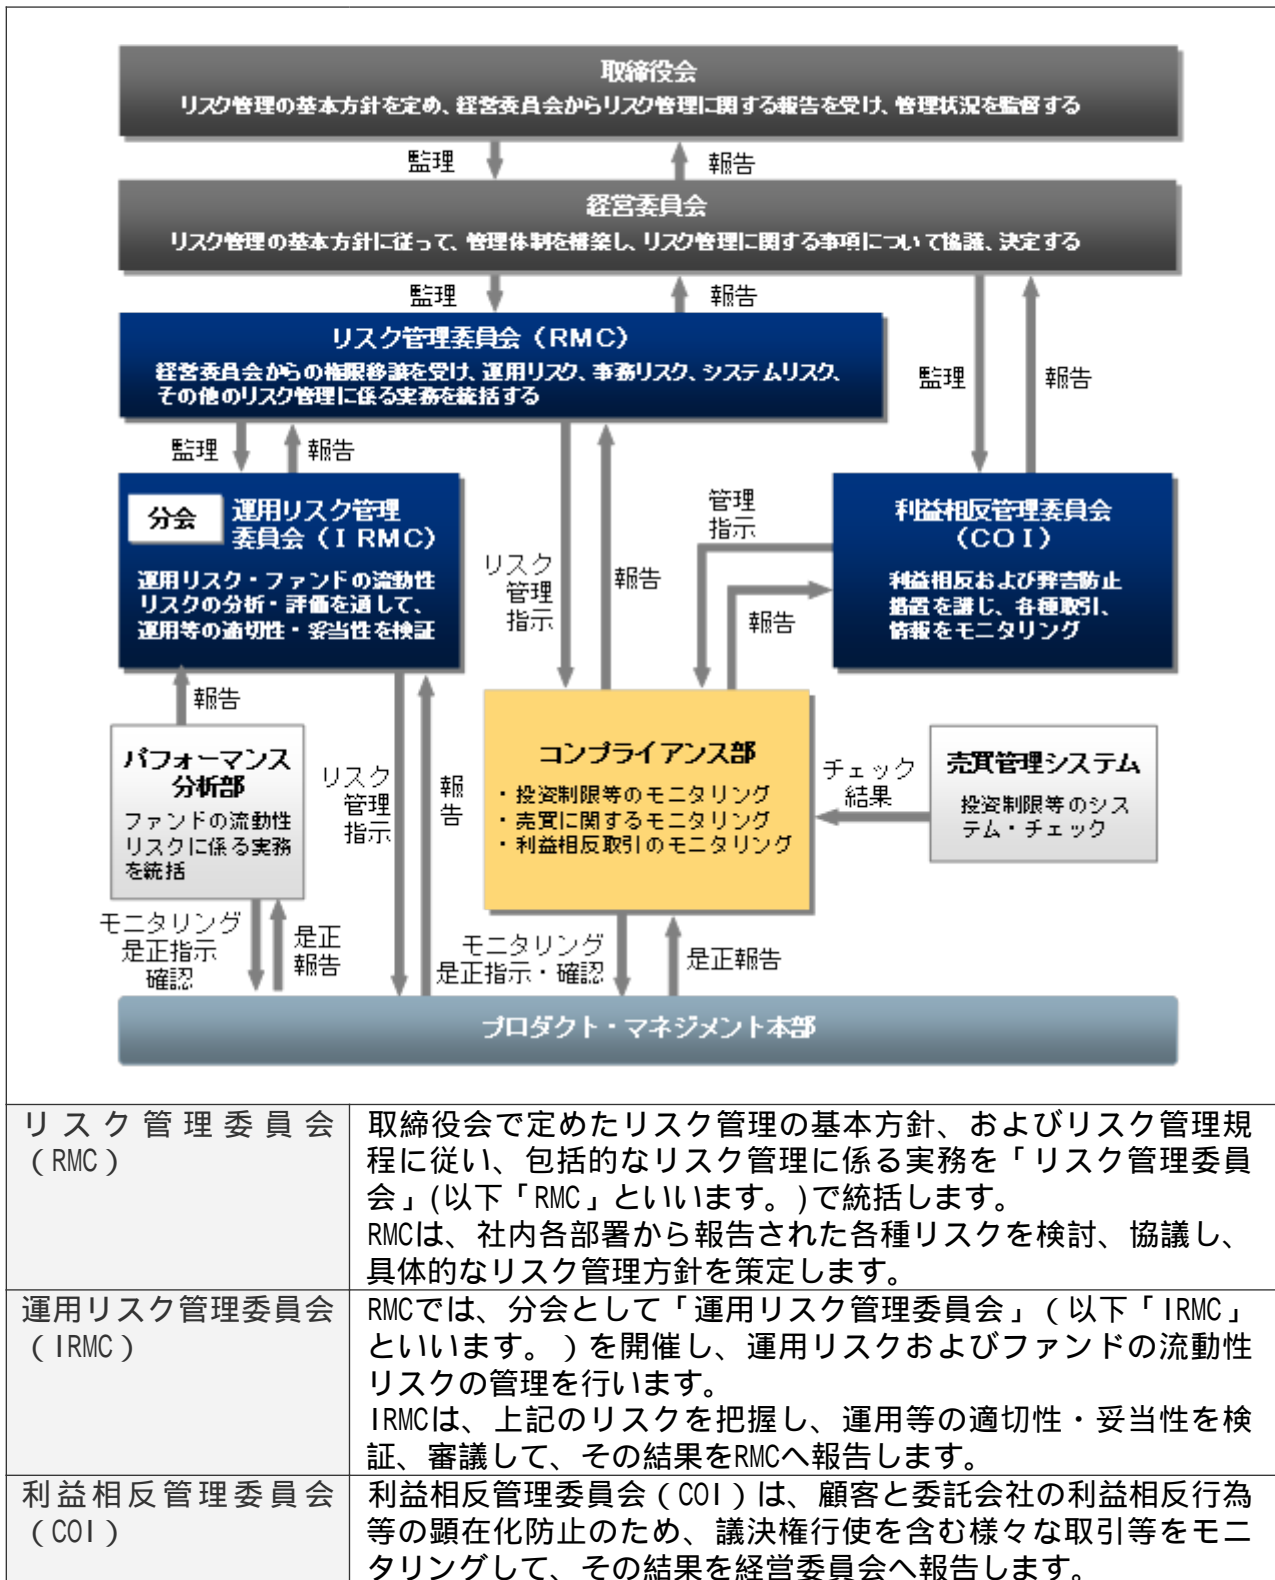 取締役会
リスク管理の基本方針を定め、経営委員会からリスク管理に関する報告を受け、管理状況を監督する
監理
報告
経営委員会
リスク管理の基本方針に従って、管理体制を構築し、リスク管理に関する事項について協議、決定する
監理
報告
リスク管理委員会（RMC）
経営委員会からの権限移譲を受け、運用リスク、事務リスク、システムリスク、
その他のリスク管理に係る実務を統括する
監理
報告
監理
報告
分会
運用リスク管理
委員会（IRMC）
運用リスク・ファンドの流動性
リスクの分析・評価を通して、
運用等の適切性・妥当性を検証
リスク
管理
指示
報告
管理
指示
報告
利益相反管理委員会
（COI）
利益相反および弊害防止
措置を講じ、各種取引、
情報をモニタリング
報告
パフォーマンス
分析部
ファンドの流動性
リスクに係る実務
を統括
リスク
管理
指示
報
告
コンプライアンス部
・投資制限等のモニタリング
・売買に関するモニタリング
・利益相反取引のモニタリング
チェック
結果
売買管理システム
投資制限等のシス
テム・チェック
モニタリング
是正指示
確認
是正
報告
モニタリング
是正指示・確認
是正報告
プロダクト・マネジメント本部
リスク管理委員会
（RMC）
取締役会で定めたリスク管理の基本方針、およびリスク管理規
程に従い、包括的なリスク管理に係る実務を「リスク管理委員
会」(以下「RMC」といいます。)で統括します。
RMCは、社内各部署から報告された各種リスクを検討、協議し、
具体的なリスク管理方針を策定します。
運用リスク管理委員会
（IRMC）
RMCでは、分会として「運用リスク管理委員会」（以下「IRMC」
といいます。）を開催し、運用リスクおよびファンドの流動性
リスクの管理を行います。
IRMCは、上記のリスクを把握し、運用等の適切性・妥当性を検
証、審議して、その結果をRMCへ報告します。
利益相反管理委員会
（COI）
利益相反管理委員会（COI）は、顧客と委託会社の利益相反行為
等の顕在化防止のため、議決権行使を含む様々な取引等をモニ
タリングして、その結果を経営委員会へ報告します。